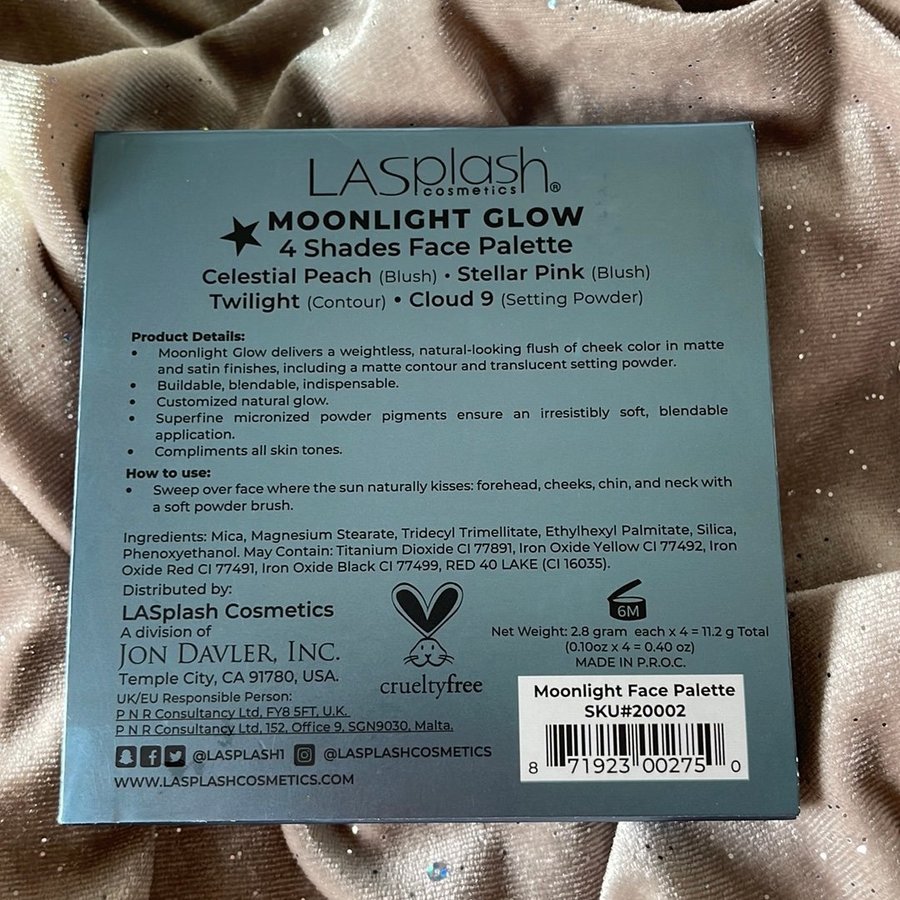 LASplash
cosmetics®
MOONLIGHT GLOW
4 Shades Face Palette
Celestial Peach (Blush) • Stellar Pink (Blush)
Twilight (Contour) • Cloud 9 (Setting Powder)
Product Details:
• Moonlight Glow delivers a weightless, natural-looking flush of cheek color in matte
and satin finishes, including a matte contour and translucent setting powder.
• Buildable, blendable, indispensable.
• Customized natural glow.
• Superfine micronized powder pigments ensure an irresistibly soft, blendable
application.
• Compliments all skin tones.
How to use:
• Sweep over face where the sun naturally kisses: forehead, cheeks, chin, and neck with
a soft powder brush.
Ingredients: Mica, Magnesium Stearate, Tridecyl Trimellitate, Ethylhexyl Palmitate, Silica,
Phenoxyethanol. May Contain: Titanium Dioxide CI 77891, Iron Oxide Yellow CI 77492, Iron
Oxide Red CI 77491, Iron Oxide Black CI 77499, RED 40 LAKE (CI 16035).
Distributed by:
LASplash Cosmetics
A division of
JON DAVLER, INC.
Temple City, CA 91780, USA.
UK/EU Responsible Person:
P N R Consultancy Ltd, FY8 5FT, U.K.
P N R Consultancy Ltd, 152, Office 9, SGN9030, Malta.
@LASPLASH1 @LASPLASHCOSMETICS
WWW.LASPLASHCOSMETICS.COM
crueltyfree
6M
Net Weight: 2.8 gram each x 4 = 11.2 g Total
(0.10oz x 4 = 0.40 oz)
MADE IN P.R.O.C.
Moonlight Face Palette
SKU#20002
8 71923 00275 0